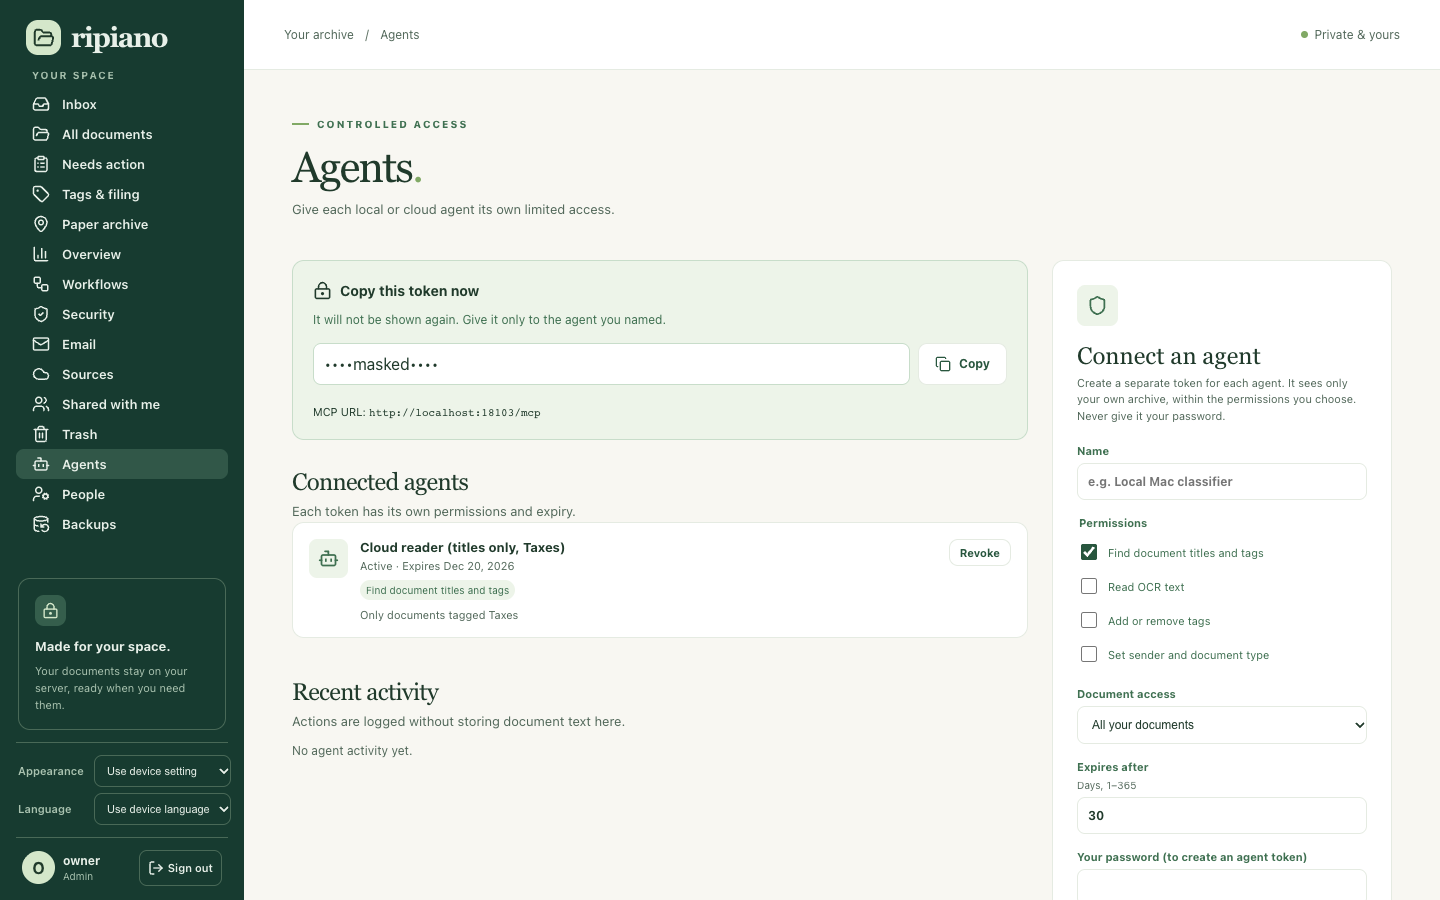 ripiano
YOUR SPACE
Inbox
All documents
Needs action
Tags & filing
Paper archive
Overview
Workflows
Security
Email
Sources
Shared with me
Trash
Agents
People
Backups
Made for your space.
Your documents stay on your
server, ready when you need
them.
Appearance
Use device setting
Language
Use device language
O
owner
Admin
Sign out
Your archive / Agents
Private & yours
CONTROLLED ACCESS
Agents.
Give each local or cloud agent its own limited access.
Copy this token now
It will not be shown again. Give it only to the agent you named.
••••masked••••
Copy
MCP URL: http://localhost:18103/mcp
Connected agents
Each token has its own permissions and expiry.
Cloud reader (titles only, Taxes)
Active · Expires Dec 20, 2026
Find document titles and tags
Only documents tagged Taxes
Revoke
Recent activity
Actions are logged without storing document text here.
No agent activity yet.
Connect an agent
Create a separate token for each agent. It sees only
your own archive, within the permissions you choose.
Never give it your password.
Name
e.g. Local Mac classifier
Permissions
Find document titles and tags
Read OCR text
Add or remove tags
Set sender and document type
Document access
All your documents
Expires after
Days, 1–365
30
Your password (to create an agent token)